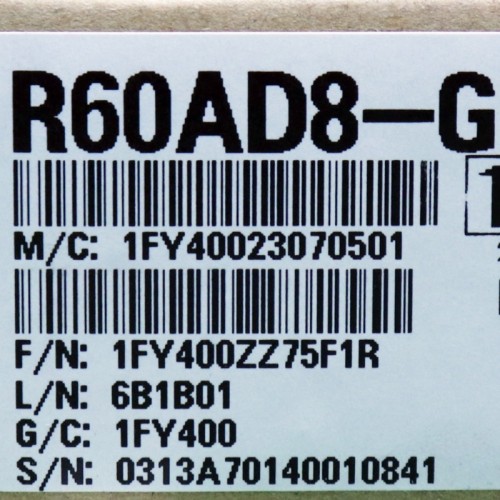 R60AD8-G
M/C: 1FY40023070501
F/N: 1FY400ZZ75F1R
L/N: 6B1B01
G/C: 1FY400
S/N: 0313A70140010841